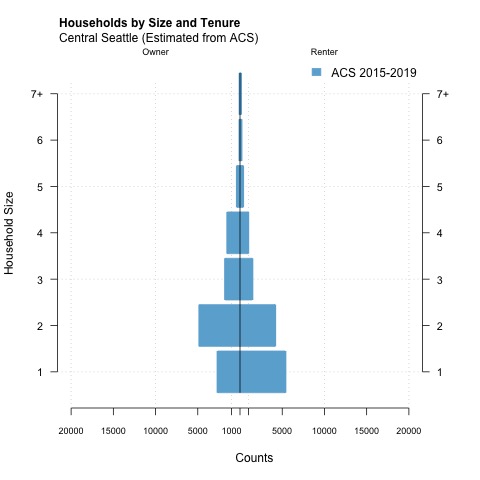 Households by Size and Tenure
Central Seattle (Estimated from ACS)
Owner Renter
ACS 2015-2019
7+ 7+
6 6
5 5
4 4
3 3
2 2
1 1
Household Size
20000 15000 10000 5000 1000 5000 10000 15000 20000
Counts